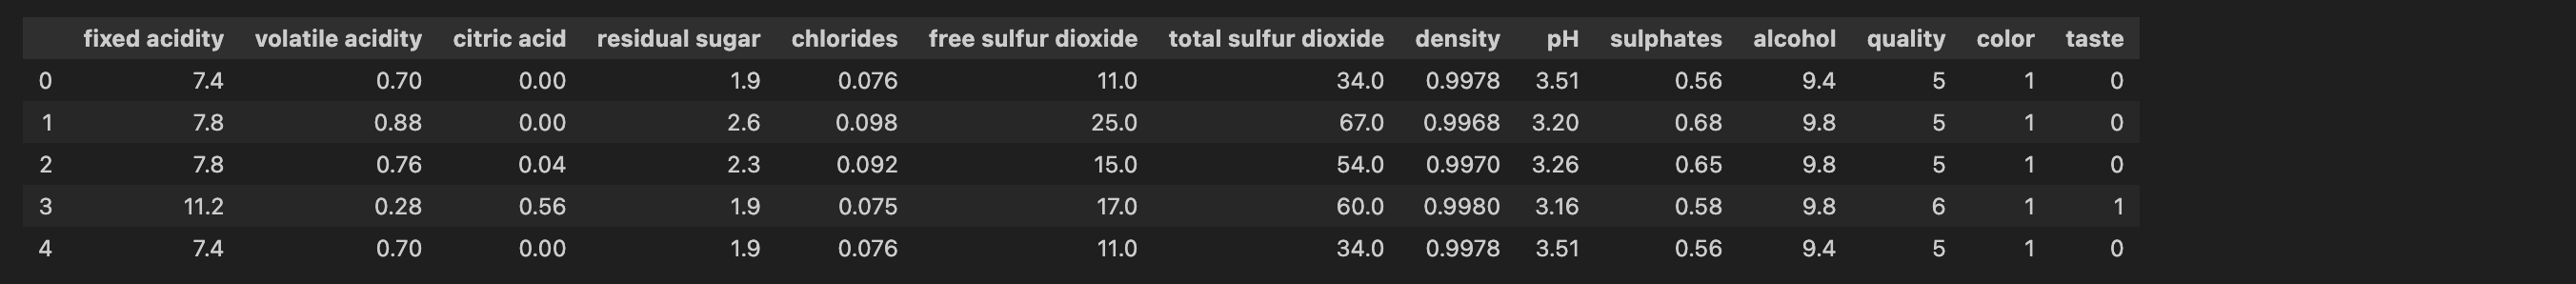 fixed acidity volatile acidity citric acid residual sugar chlorides free sulfur dioxide total sulfur dioxide density pH sulphates alcohol quality color taste
0 7.4 0.70 0.00 1.9 0.076 11.0 34.0 0.9978 3.51 0.56 9.4 5 1 0
1 7.8 0.88 0.00 2.6 0.098 25.0 67.0 0.9968 3.20 0.68 9.8 5 1 0
2 7.8 0.76 0.04 2.3 0.092 15.0 54.0 0.9970 3.26 0.65 9.8 5 1 0
3 11.2 0.28 0.56 1.9 0.075 17.0 60.0 0.9980 3.16 0.58 9.8 6 1 1
4 7.4 0.70 0.00 1.9 0.076 11.0 34.0 0.9978 3.51 0.56 9.4 5 1 0